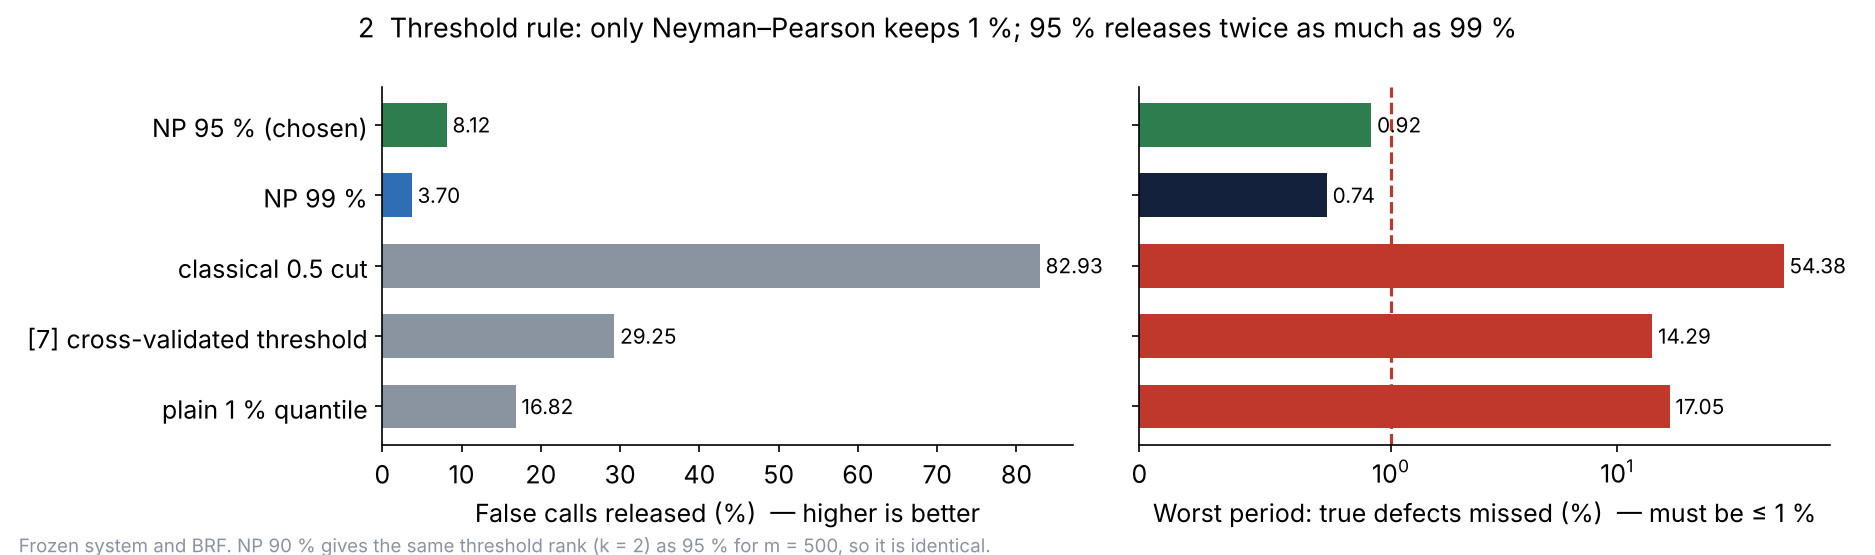 2  Threshold rule: only Neyman–Pearson keeps 1 %; 95 % releases twice as much as 99 %
NP 95 % (chosen)
8.12
0.92
NP 99 %
3.70
0.74
classical 0.5 cut
82.93
54.38
[7] cross-validated threshold
29.25
14.29
plain 1 % quantile
16.82
17.05
0 10 20 30 40 50 60 70 80
0 10⁰ 10¹
False calls released (%) — higher is better
Worst period: true defects missed (%) — must be ≤ 1 %
Frozen system and BRF. NP 90 % gives the same threshold rank (k = 2) as 95 % for m = 500, so it is identical.